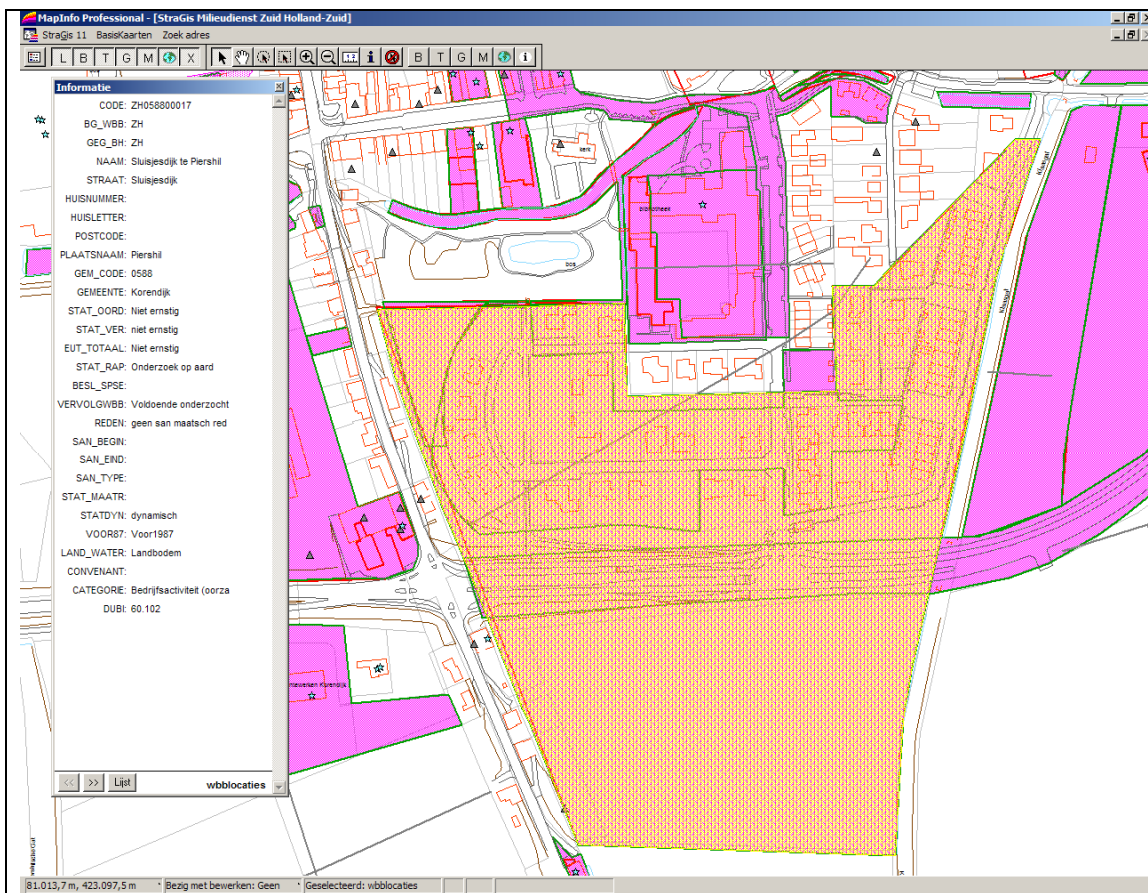 MapInfo Professional - [StraGis Milieudienst Zuid Holland-Zuid]
StraGis 11 BasisKaarten Zoek adres
L B T G M X B T G M
Informatie
CODE: ZH058800017
BG_WBB: ZH
GEG_BH: ZH
NAAM: Sluisjesdijk te Piershil
STRAAT: Sluisjesdijk
HUISNUMMER:
HUISLETTER:
POSTCODE:
PLAATSNAAM: Piershil
GEM_CODE: 0588
GEMEENTE: Korendijk
STAT_OORD: Niet ernstig
STAT_VER: niet ernstig
EUT_TOTAAL: Niet ernstig
STAT_RAP: Onderzoek op aard
BESL_SPSE:
VERVOLGWBB: Voldoende onderzocht
REDEN: geen san maatsch red
SAN_BEGIN:
SAN_EIND:
SAN_TYPE:
STAT_MAATR:
STATDYN: dynamisch
VOOR87: Voor1987
LAND_WATER: Landbodem
CONVENANT:
CATEGORIE: Bedrijfsactiviteit (oorza
DUBI: 60.102
<< >> Lijst wbblocaties
kerk
bibliotheek
bos
Korendijk
81.013,7 m, 423.097,5 m Bezig met bewerken: Geen Geselecteerd: wbblocaties